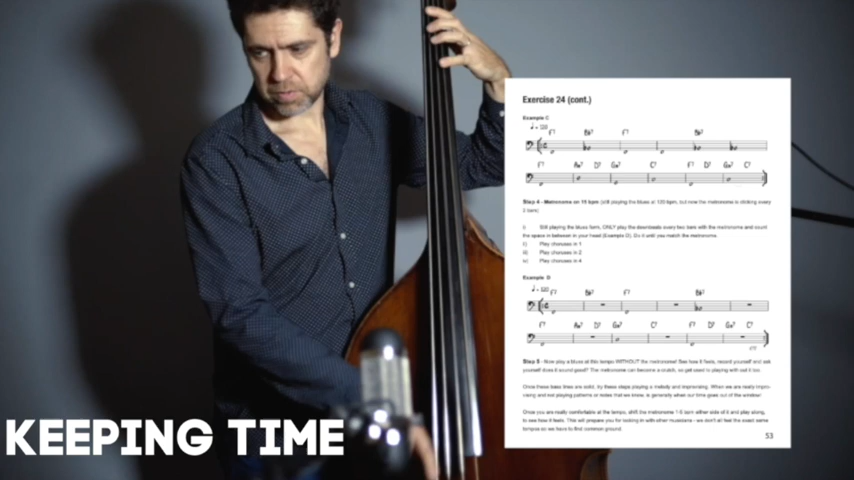 Exercise 24 (cont.)
Example C
♩ = 120
F7 Bb7 F7 Bb7
F7 Am7 D7 Gm7 C7 F7 D7 Gm7 C7
Step 4 - Metronome on 15 bpm (still playing the blues at 120 bpm, but now the metronome is clicking every
2 bars)
i) Still playing the blues form, ONLY play the downbeats every two bars with the metronome and count
the space in between in your head (Example D). Do it until you match the metronome.
ii) Play choruses in 1
iii) Play choruses in 2
iv) Play choruses in 4
Example D
♩ = 120
F7 Bb7 F7 Bb7
F7 Am7 D7 Gm7 C7 F7 D7 Gm7 C7
Step 5 - Now play a blues at this tempo WITHOUT the metronome! See how it feels, record yourself and ask
yourself does it sound good? The metronome can become a crutch, so get used to playing with out it too.
Once these bass lines are solid, try these steps playing a melody and improvising. When we are really impro-
vising and not playing patterns or notes that we know, is generally when our time goes out of the window!
Once you are really comfortable at the tempo, shift the metronome 1-5 bpm either side of it and play along,
to see how it feels. This will prepare you for locking in with other musicians - we don't all feel the exact same
tempos so we have to find common ground.
53
KEEPING TIME